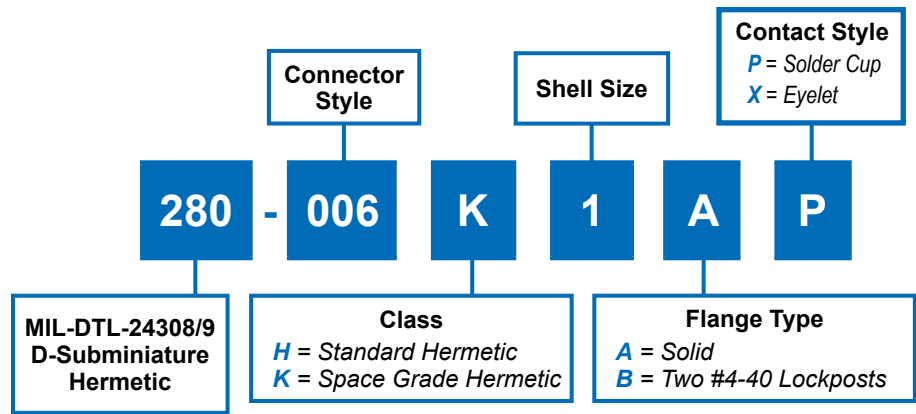 Contact Style
P = Solder Cup
X = Eyelet
Connector
Style
Shell Size
280 - 006 K 1 A P
MIL-DTL-24308/9
D-Subminiature
Hermetic
Class
H = Standard Hermetic
K = Space Grade Hermetic
Flange Type
A = Solid
B = Two #4-40 Lockposts